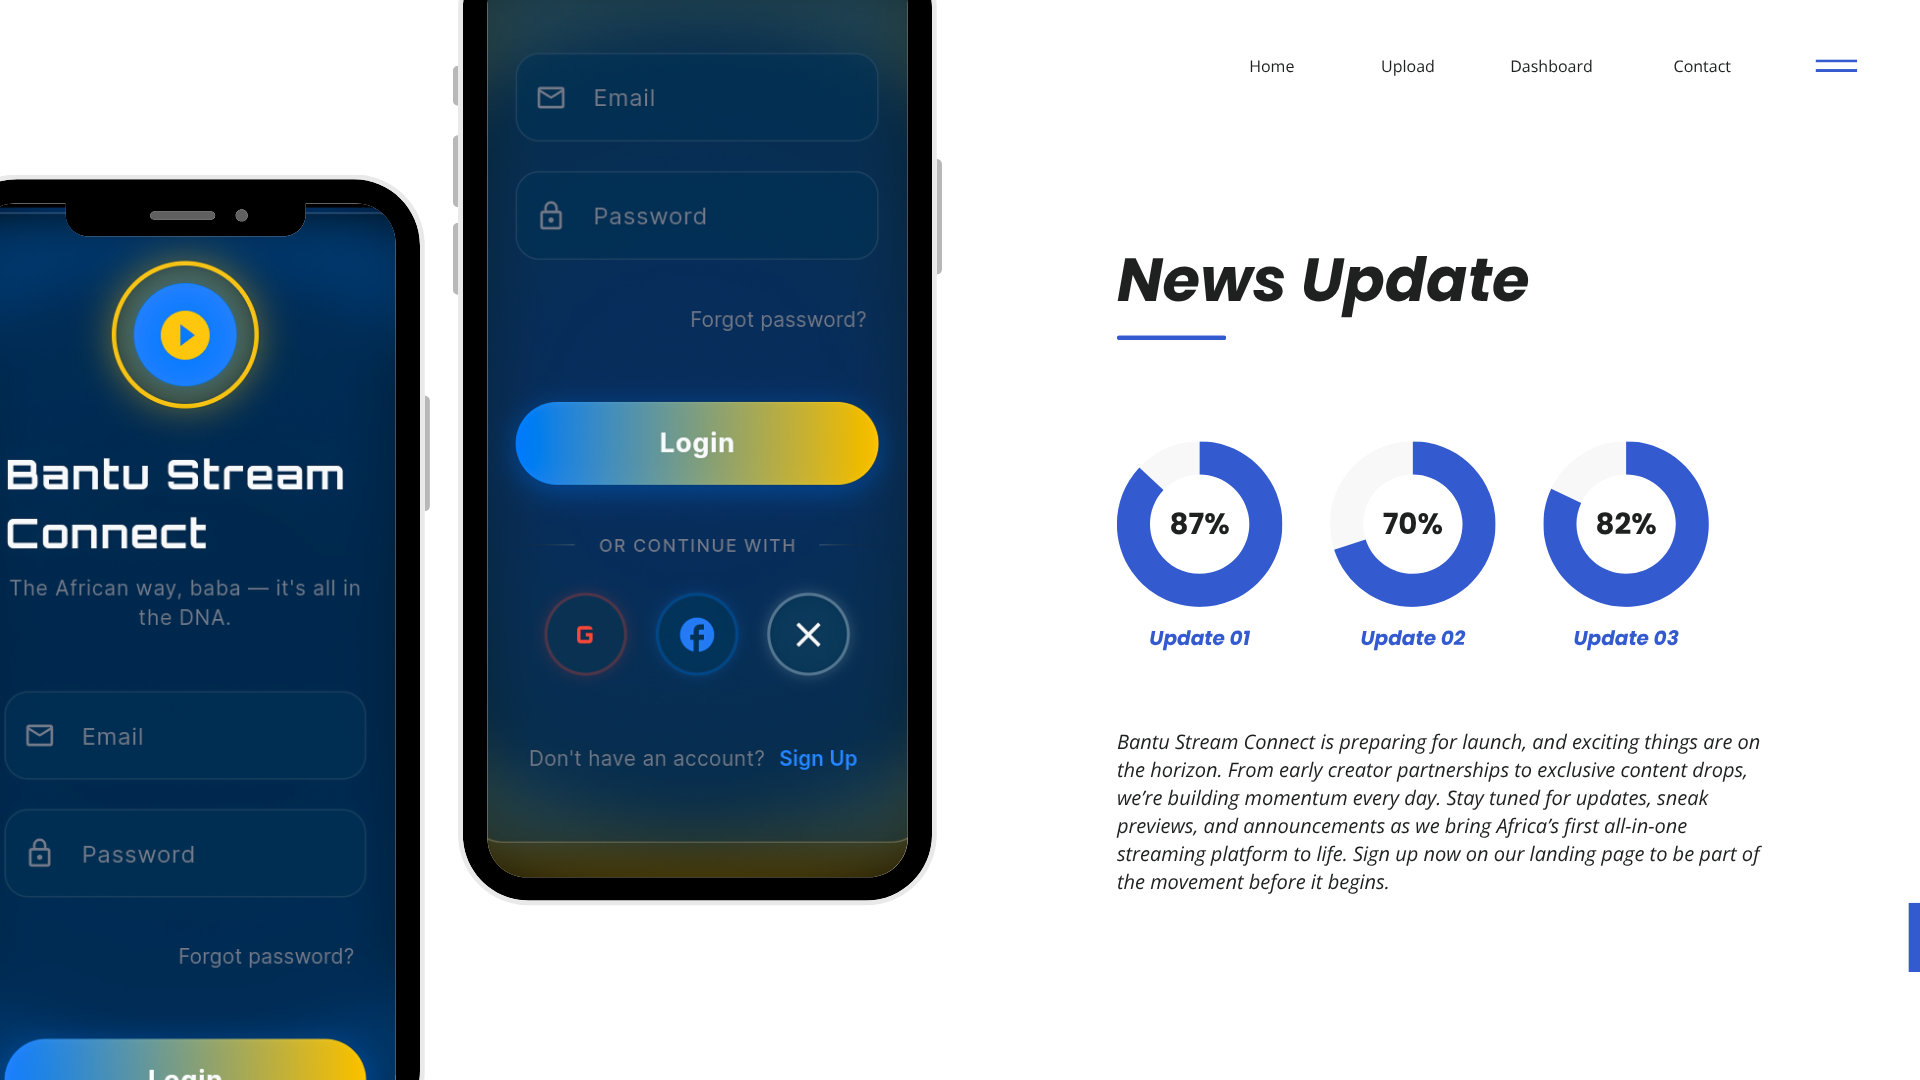 Home
Upload
Dashboard
Contact
Bantu Stream
Connect
The African way, baba — it's all in
the DNA.
Email
Password
Forgot password?
Login
Email
Password
Forgot password?
Login
OR CONTINUE WITH
G
Don't have an account? Sign Up
News Update
87%
70%
82%
Update 01
Update 02
Update 03
Bantu Stream Connect is preparing for launch, and exciting things are on
the horizon. From early creator partnerships to exclusive content drops,
we’re building momentum every day. Stay tuned for updates, sneak
previews, and announcements as we bring Africa’s first all-in-one
streaming platform to life. Sign up now on our landing page to be part of
the movement before it begins.